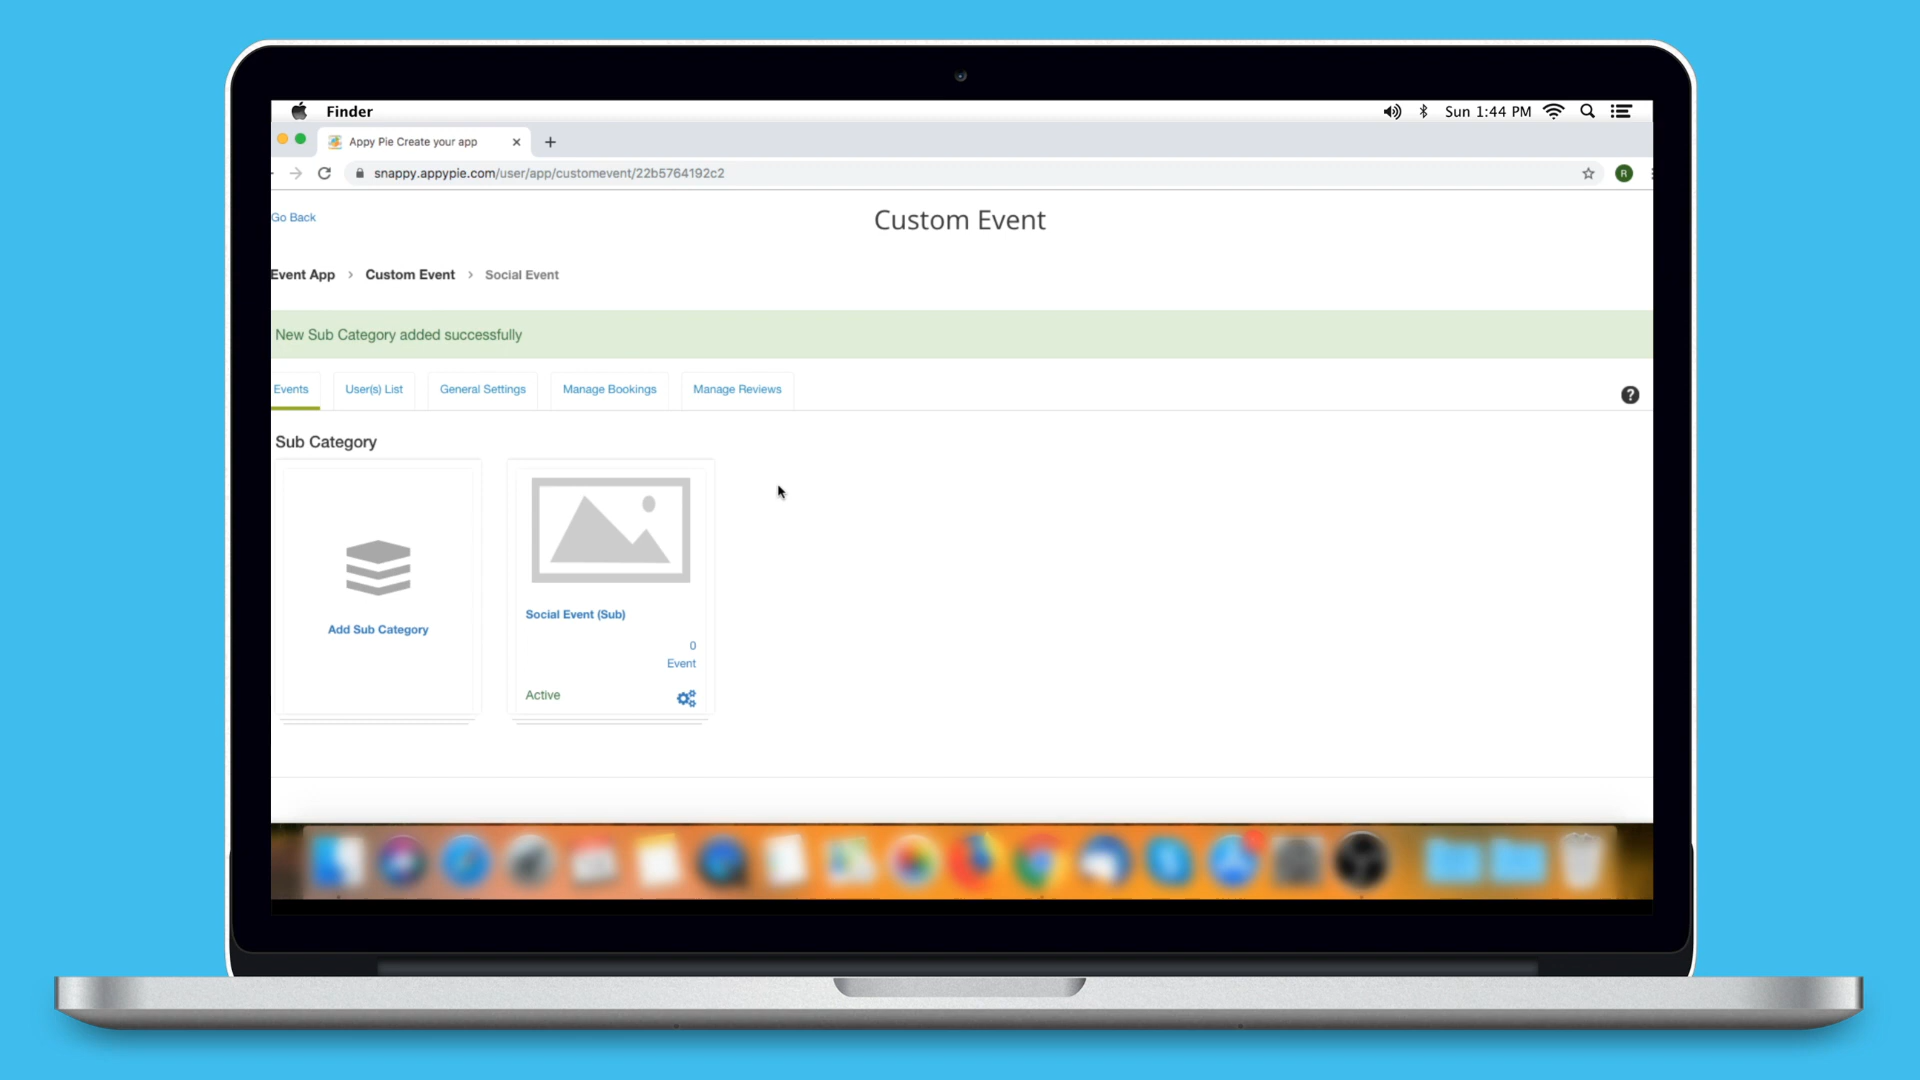 Finder
Sun 1:44 PM
Appy Pie Create your app
snappy.appypie.com/user/app/customevent/22b5764192c2
R
Go Back
Custom Event
Event App > Custom Event > Social Event
New Sub Category added successfully
Events
User(s) List
General Settings
Manage Bookings
Manage Reviews
?
Sub Category
Add Sub Category
Social Event (Sub)
0
Event
Active